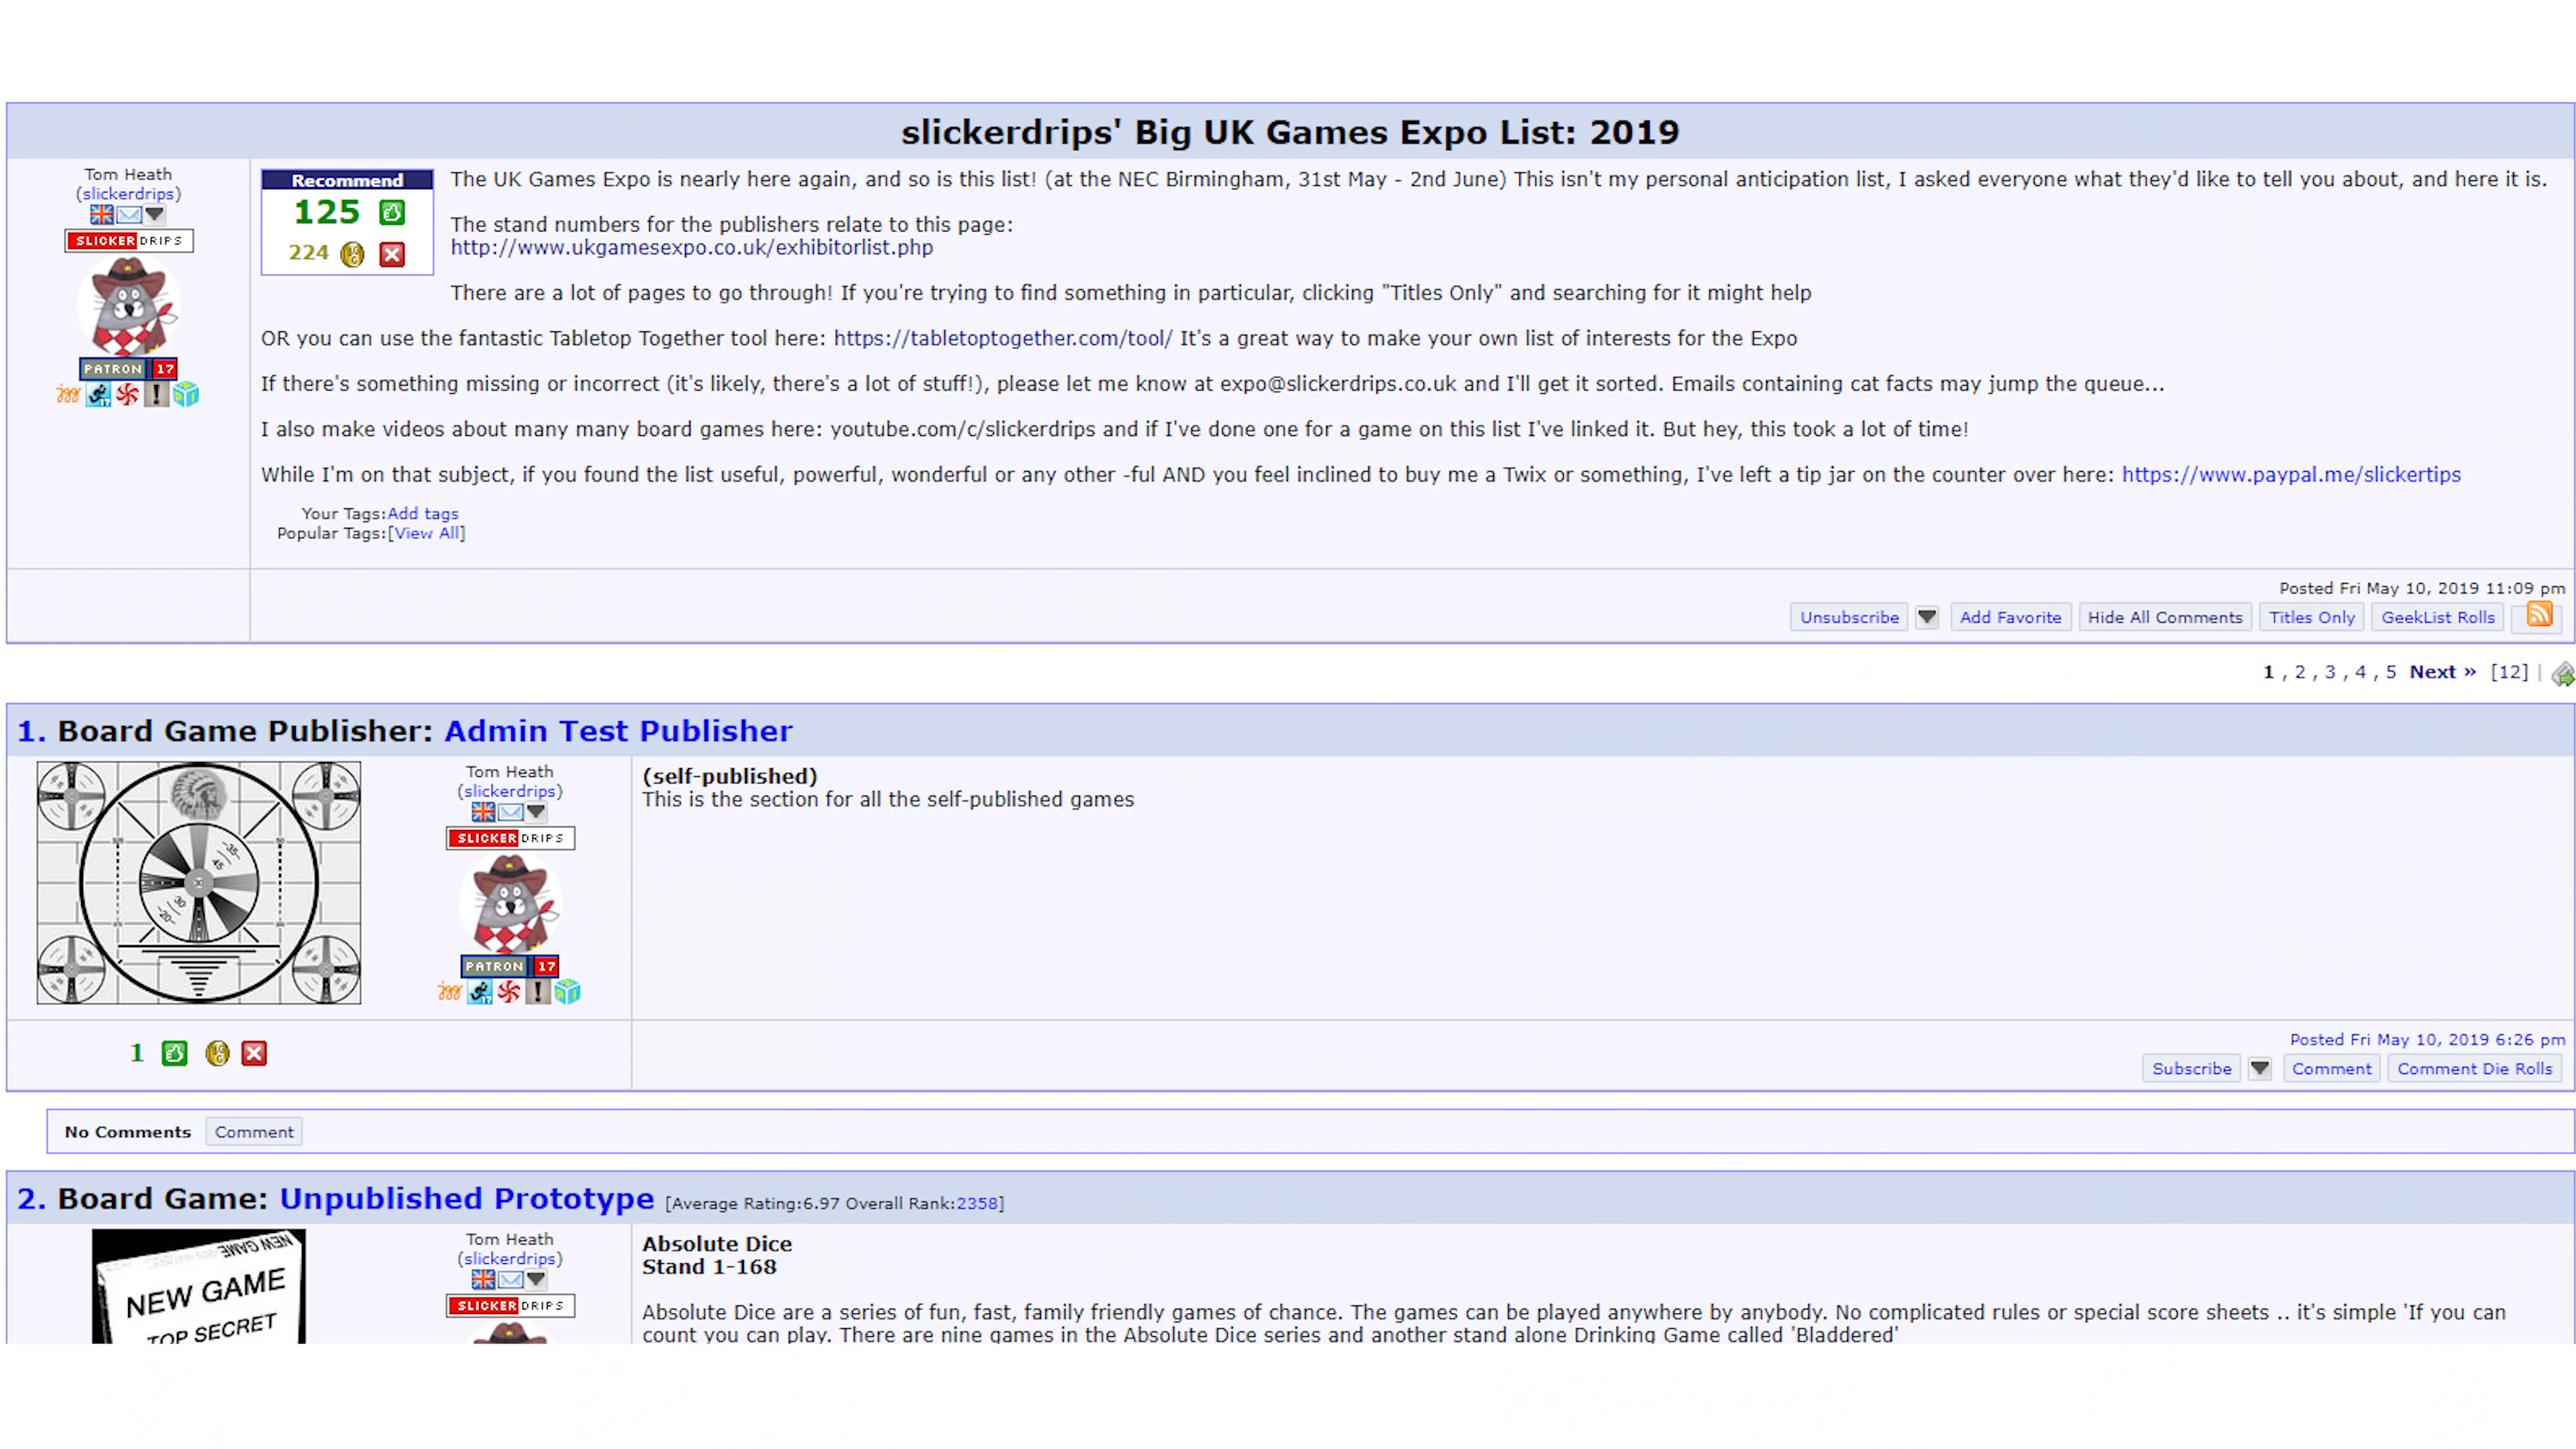 slickerdrips' Big UK Games Expo List: 2019
Tom Heath
(slickerdrips)
SLICKER DRIPS
PATRON 17
Recommend
125
224
The UK Games Expo is nearly here again, and so is this list! (at the NEC Birmingham, 31st May - 2nd June) This isn't my personal anticipation list, I asked everyone what they'd like to tell you about, and here it is.
The stand numbers for the publishers relate to this page:
http://www.ukgamesexpo.co.uk/exhibitorlist.php
There are a lot of pages to go through! If you're trying to find something in particular, clicking "Titles Only" and searching for it might help
OR you can use the fantastic Tabletop Together tool here: https://tabletoptogether.com/tool/ It's a great way to make your own list of interests for the Expo
If there's something missing or incorrect (it's likely, there's a lot of stuff!), please let me know at expo@slickerdrips.co.uk and I'll get it sorted. Emails containing cat facts may jump the queue...
I also make videos about many many board games here: youtube.com/c/slickerdrips and if I've done one for a game on this list I've linked it. But hey, this took a lot of time!
While I'm on that subject, if you found the list useful, powerful, wonderful or any other -ful AND you feel inclined to buy me a Twix or something, I've left a tip jar on the counter over here: https://www.paypal.me/slickertips
Your Tags:Add tags
Popular Tags:[View All]
Posted Fri May 10, 2019 11:09 pm
Unsubscribe Add Favorite Hide All Comments Titles Only GeekList Rolls
1 , 2 , 3 , 4 , 5 Next » [12] |
1. Board Game Publisher: Admin Test Publisher
Tom Heath
(slickerdrips)
SLICKER DRIPS
PATRON 17
(self-published)
This is the section for all the self-published games
1
Posted Fri May 10, 2019 6:26 pm
Subscribe Comment Comment Die Rolls
No Comments Comment
2. Board Game: Unpublished Prototype [Average Rating:6.97 Overall Rank:2358]
NEW GAME
NEW GAME
TOP SECRET
Tom Heath
(slickerdrips)
SLICKER DRIPS
Absolute Dice
Stand 1-168
Absolute Dice are a series of fun, fast, family friendly games of chance. The games can be played anywhere by anybody. No complicated rules or special score sheets .. it's simple 'If you can
count you can play. There are nine games in the Absolute Dice series and another stand alone Drinking Game called 'Bladdered'